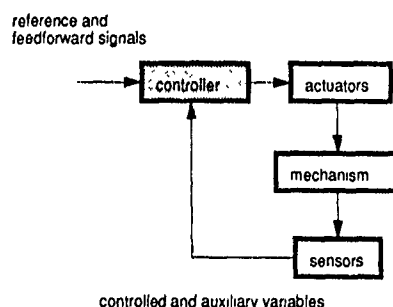 reference and
feedforward signals
controller
actuators
mechanism
sensors
controlled and auxiliary variables